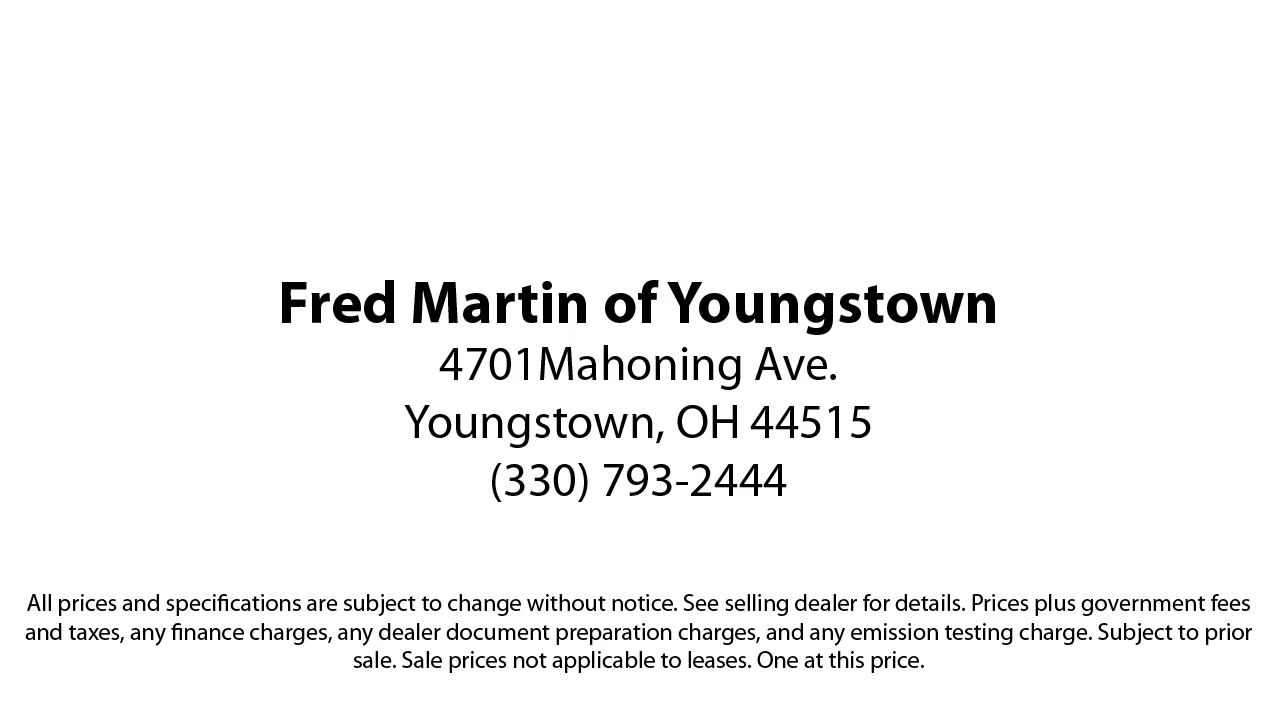 Fred Martin of Youngstown
4701Mahoning Ave.
Youngstown, OH 44515
(330) 793-2444
All prices and specifications are subject to change without notice. See selling dealer for details. Prices plus government fees
and taxes, any finance charges, any dealer document preparation charges, and any emission testing charge. Subject to prior
sale. Sale prices not applicable to leases. One at this price.